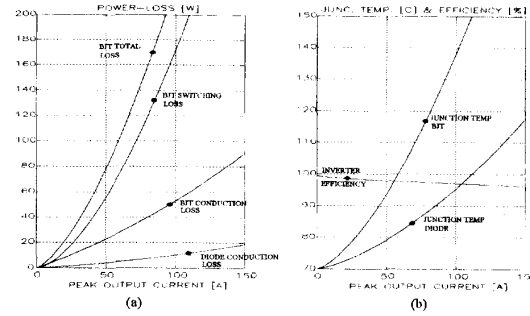 POWER-LOSS [W]
200
180
160
140
120
100
80
60
40
20
0
0
50
100
150
BJT TOTAL
LOSS
BJT SWITCHING
LOSS
BJT CONDUCTION
LOSS
DIODE CONDUCTION
LOSS
PEAK OUTPUT CURRENT [A]
(a)
JUNC. TEMP. [C] & EFFICIENCY [%]
150
140
130
120
110
100
90
80
70
0
50
100
150
JUNCTION TEMP
BJT
INVERTER
EFFICIENCY
JUNCTION TEMP
DIODE
PEAK OUTPUT CURRENT [A]
(b)